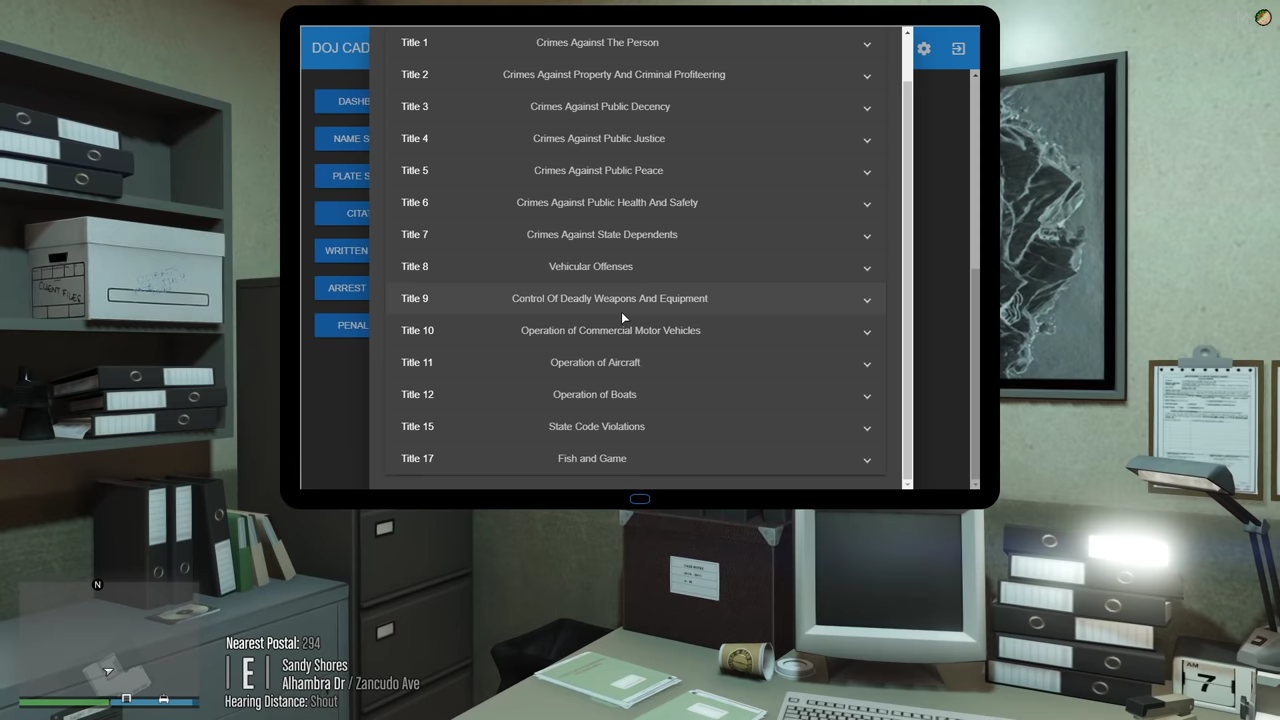 DOJ CAD
DASHB
NAME S
PLATE S
CITAT
WRITTEN
ARREST
PENAL
Title 1 Crimes Against The Person
Title 2 Crimes Against Property And Criminal Profiteering
Title 3 Crimes Against Public Decency
Title 4 Crimes Against Public Justice
Title 5 Crimes Against Public Peace
Title 6 Crimes Against Public Health And Safety
Title 7 Crimes Against State Dependents
Title 8 Vehicular Offenses
Title 9 Control Of Deadly Weapons And Equipment
Title 10 Operation of Commercial Motor Vehicles
Title 11 Operation of Aircraft
Title 12 Operation of Boats
Title 15 State Code Violations
Title 17 Fish and Game
CLIENT FILES
N
Nearest Postal: 294
| E | Sandy Shores
Alhambra Dr / Zancudo Ave
Hearing Distance: Shout
AM
7